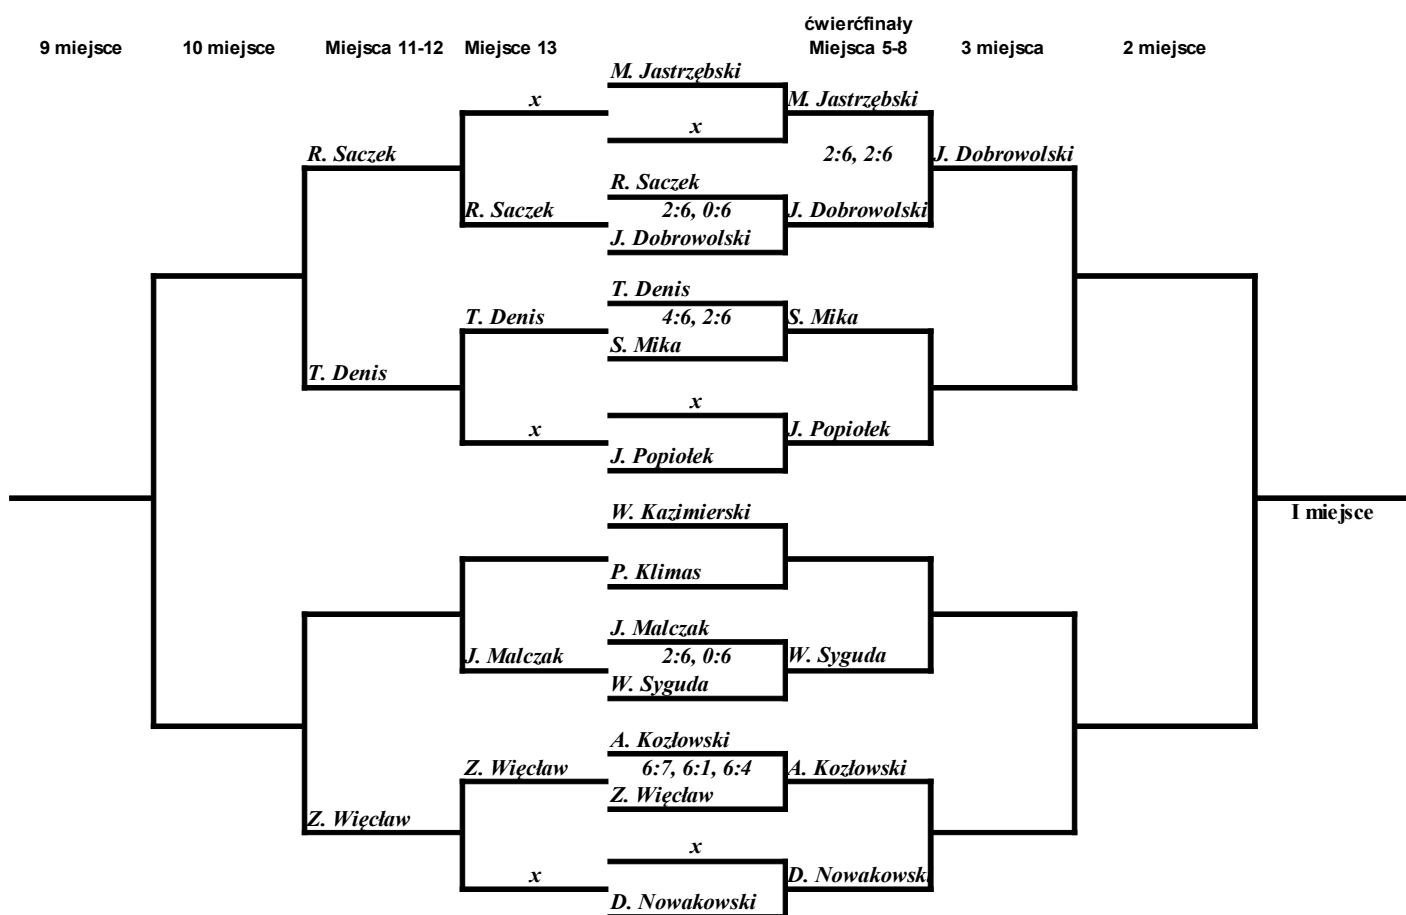 ćwierćfinały
9 miejsce 10 miejsce Miejsca 11-12 Miejsce 13 Miejsca 5-8 3 miejsca 2 miejsce
M. Jastrzębski
x M. Jastrzębski
x
R. Saczek 2:6, 2:6 J. Dobrowolski
R. Saczek
R. Saczek 2:6, 0:6 J. Dobrowolski
J. Dobrowolski
T. Denis
T. Denis 4:6, 2:6 S. Mika
S. Mika
T. Denis
x
x J. Popiołek
J. Popiołek
W. Kazimierski
I miejsce
P. Klimas
J. Malczak
J. Malczak 2:6, 0:6 W. Syguda
W. Syguda
A. Kozłowski
Z. Więcław 6:7, 6:1, 6:4 A. Kozłowski
Z. Więcław
Z. Więcław
x
x D. Nowakowski
D. Nowakowski